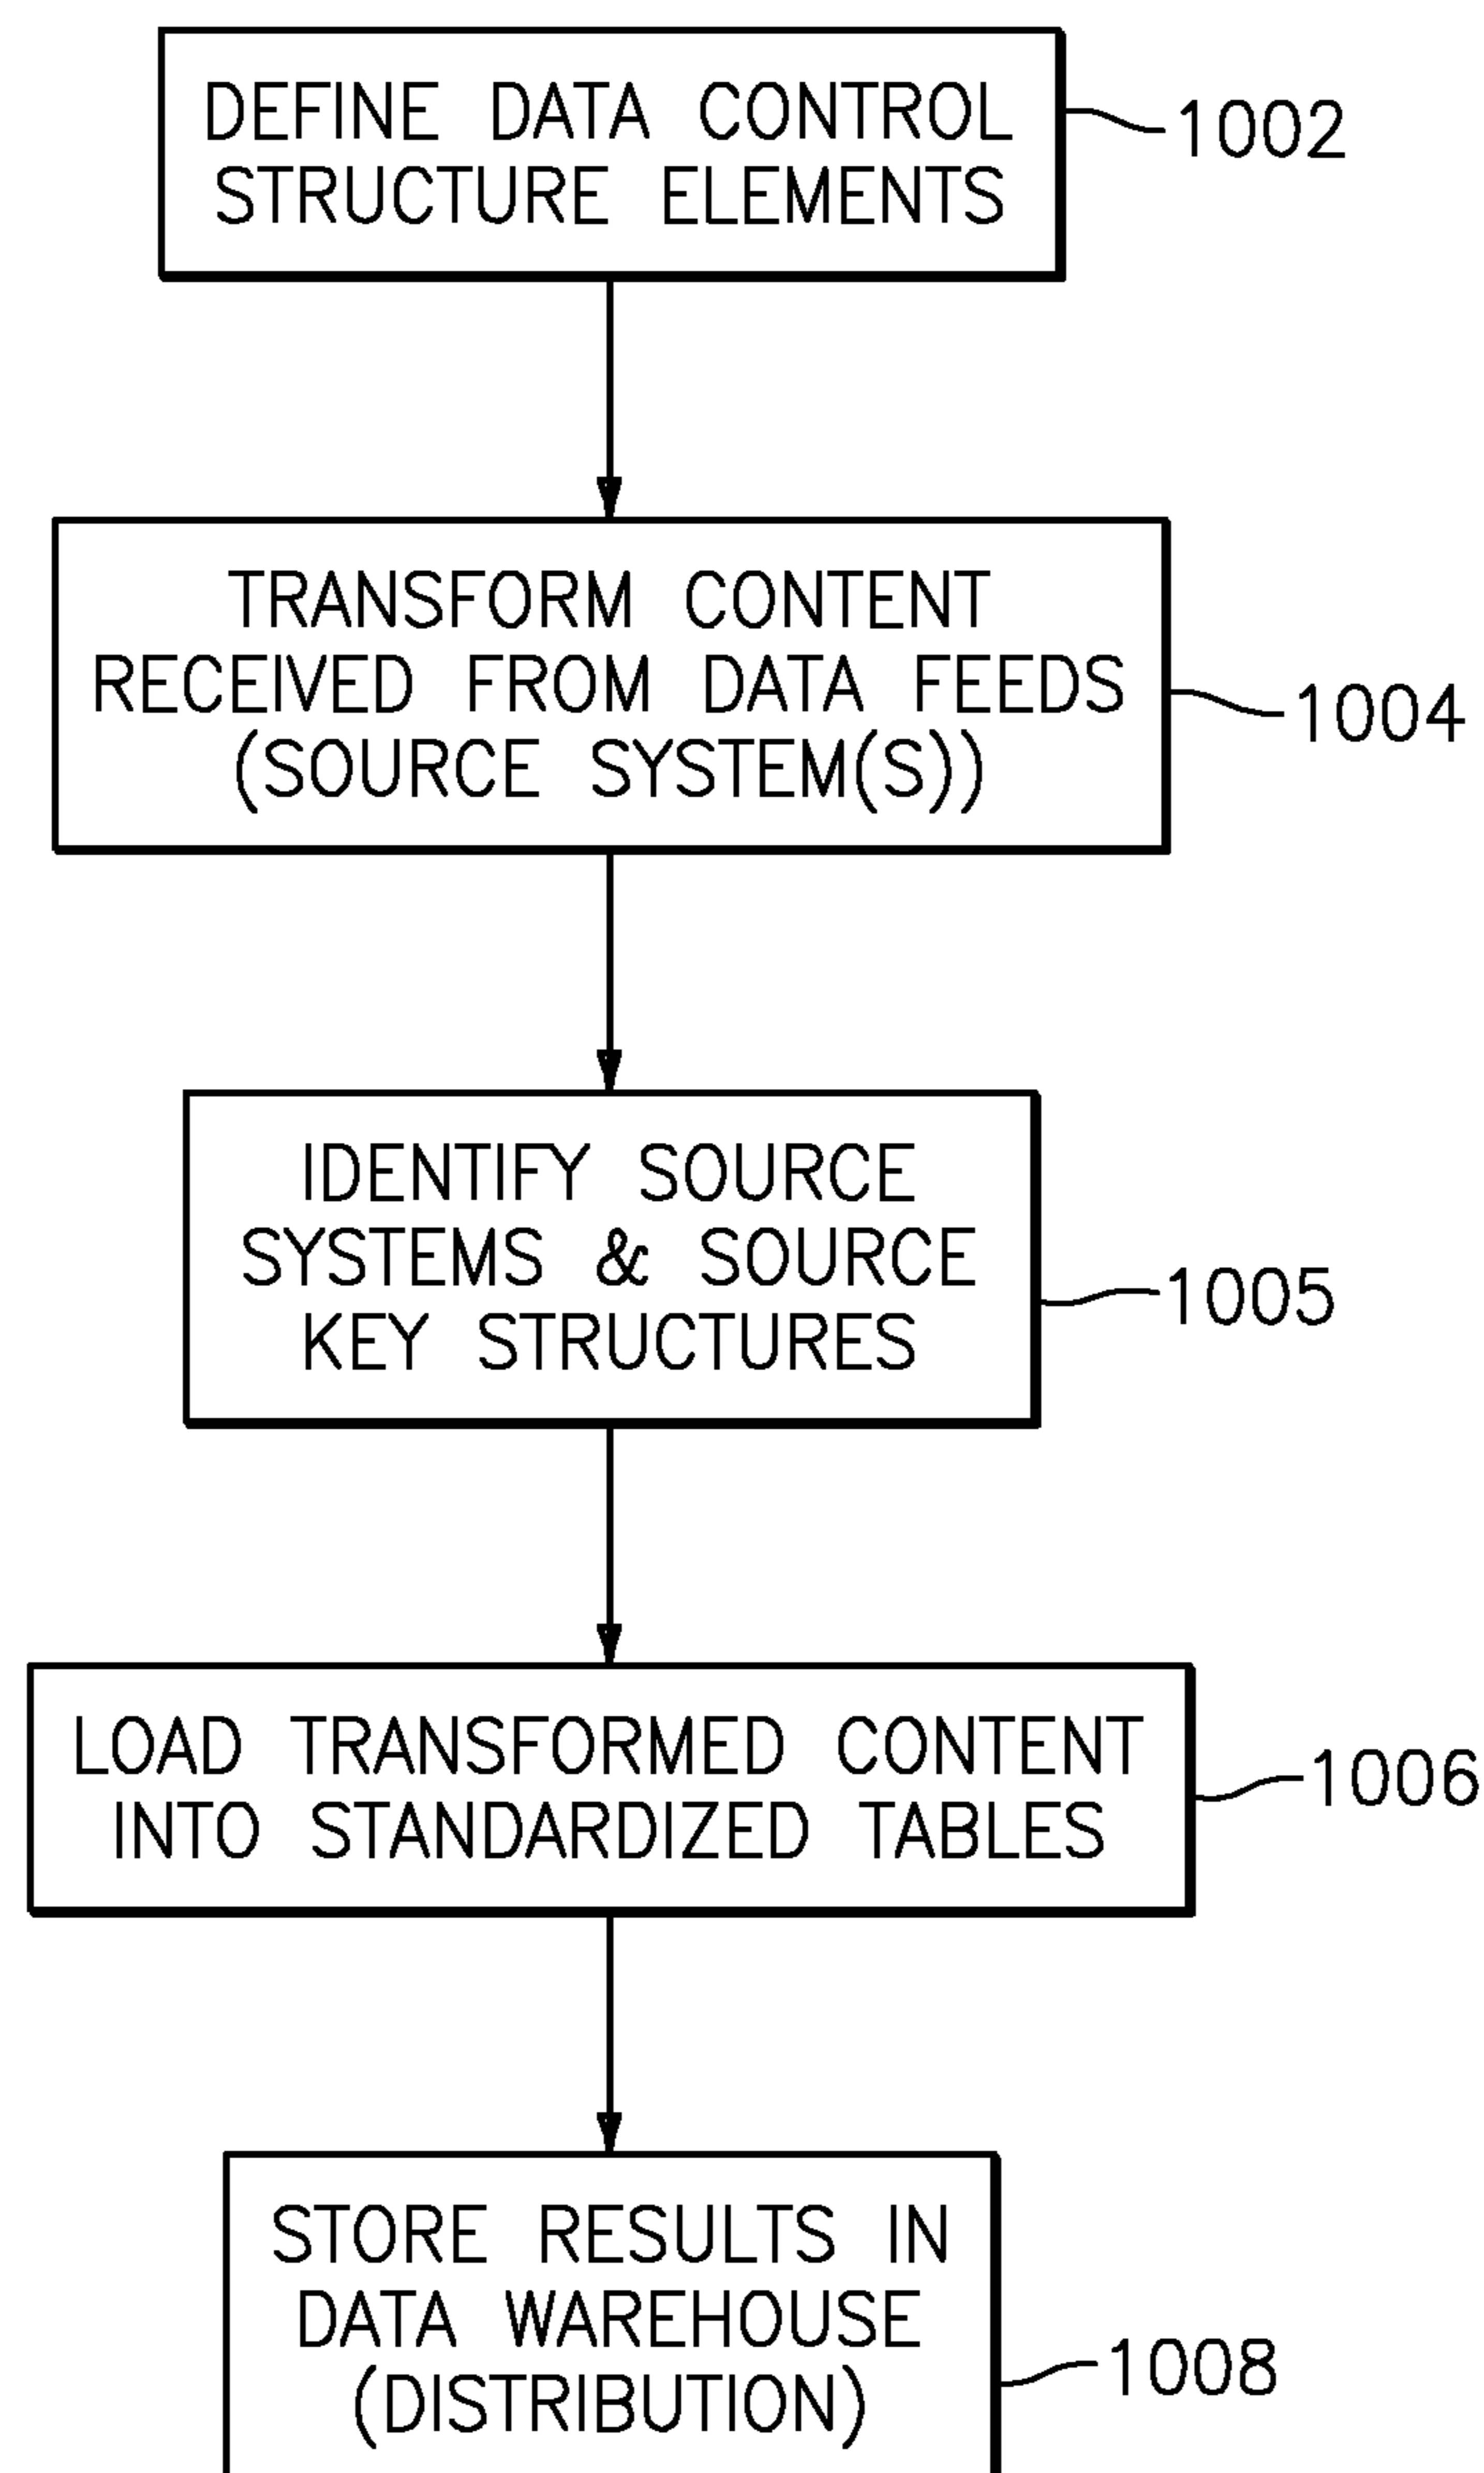 DEFINE DATA CONTROL
STRUCTURE ELEMENTS
1002
TRANSFORM CONTENT
RECEIVED FROM DATA FEEDS
(SOURCE SYSTEM(S))
1004
IDENTIFY SOURCE
SYSTEMS & SOURCE
KEY STRUCTURES
1005
LOAD TRANSFORMED CONTENT
INTO STANDARDIZED TABLES
1006
STORE RESULTS IN
DATA WAREHOUSE
(DISTRIBUTION)
1008